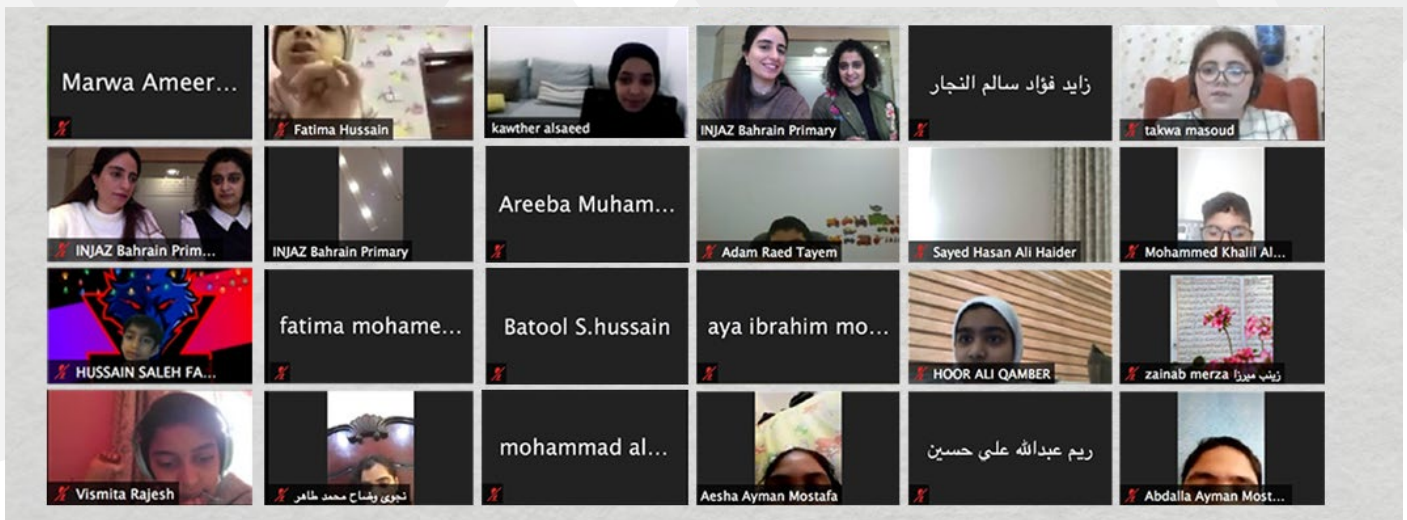 Marwa Ameer...
Fatima Hussain
kawther alsaeed
INJAZ Bahrain Primary
زايد فؤاد سالم النجار
takwa masoud
INJAZ Bahrain Prim...
INJAZ Bahrain Primary
Areeba Muham...
Adam Raed Tayem
Sayed Hasan Ali Haider
Mohammed Khalil Al...
HUSSAIN SALEH FA...
fatima mohame...
Batool S.hussain
aya ibrahim mo...
HOOR ALI QAMBER
zainab merza زينب ميرزا
Vismita Rajesh
نجوى وضاح محمد طاهر
mohammad al...
Aesha Ayman Mostafa
ريم عبدالله علي حسين
Abdalla Ayman Most...